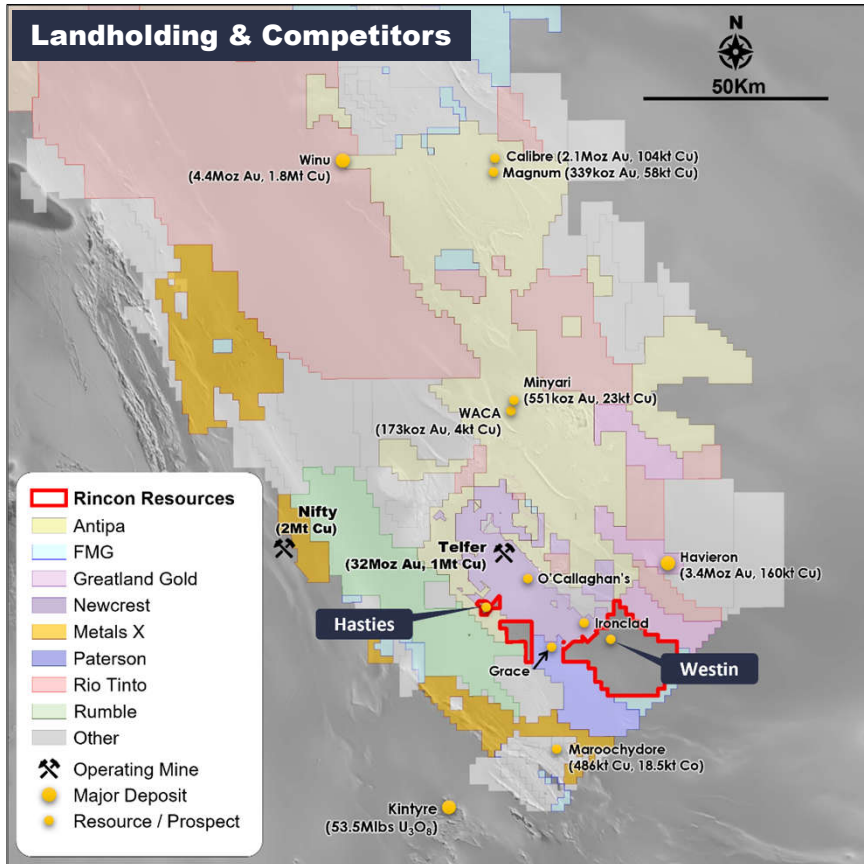 Landholding & Competitors
N
50Km
Winu
(4.4Moz Au, 1.8Mt Cu)
Calibre (2.1Moz Au, 104kt Cu)
Magnum (339koz Au, 58kt Cu)
Minyari
(551koz Au, 23kt Cu)
WACA
(173koz Au, 4kt Cu)
Nifty
(2Mt Cu)
Telfer
(32Moz Au, 1Mt Cu)
Havieron
(3.4Moz Au, 160kt Cu)
O'Callaghan's
Hasties
Ironclad
Grace
Westin
Maroochydore
(486kt Cu, 18.5kt Co)
Kintyre
(53.5Mlbs U₃O₈)
Rincon Resources
Antipa
FMG
Greatland Gold
Newcrest
Metals X
Paterson
Rio Tinto
Rumble
Other
Operating Mine
Major Deposit
Resource / Prospect